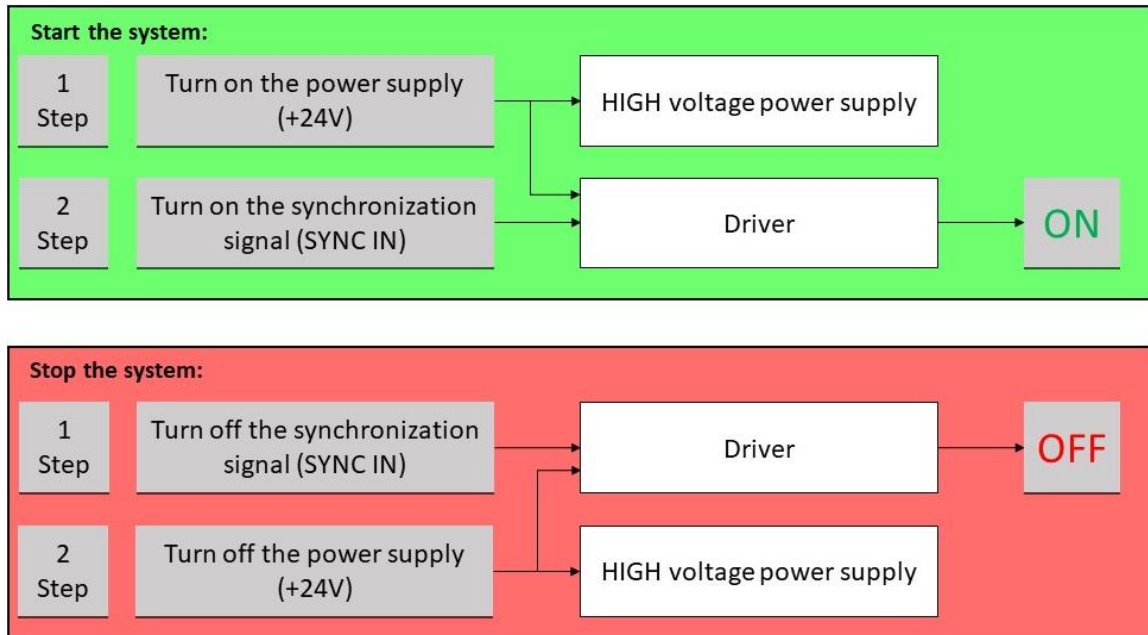 Start the system:
1
Step
Turn on the power supply
(+24V)
HIGH voltage power supply
2
Step
Turn on the synchronization
signal (SYNC IN)
Driver
ON
Stop the system:
1
Step
Turn off the synchronization
signal (SYNC IN)
Driver
OFF
2
Step
Turn off the power supply
(+24V)
HIGH voltage power supply